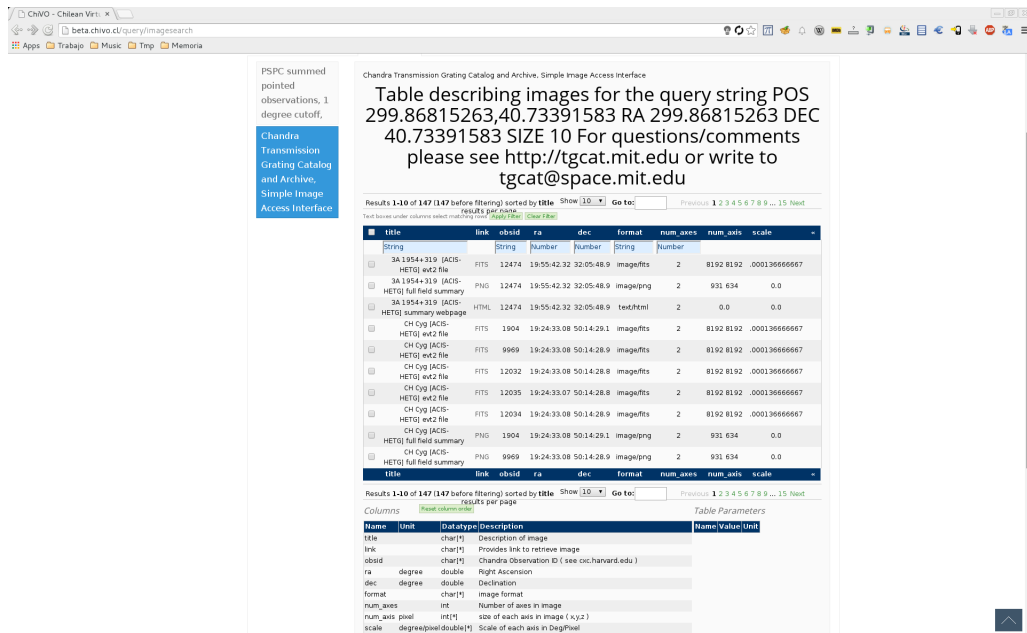 ChiVO - Chilean Virtu ×
beta.chivo.cl/query/imagesearch
Apps Trabajo Music Tmp Memoria
PSPC summed
pointed
observations, 1
degree cutoff,
Chandra
Transmission
Grating Catalog
and Archive,
Simple Image
Access Interface
Chandra Transmission Grating Catalog and Archive, Simple Image Access Interface
Table describing images for the query string POS
299.86815263,40.73391583 RA 299.86815263 DEC
40.73391583 SIZE 10 For questions/comments
please see http://tgcat.mit.edu or write to
tgcat@space.mit.edu
Results 1-10 of 147 (147 before filtering) sorted by title Show 10 Go to: Previous 1 2 3 4 5 6 7 8 9 ... 15 Next
results per page
Text boxes under columns select matching rows Apply Filter Clear Filter
title link obsid ra dec format num_axes num_axis scale «
String String Number Number String Number
3A 1954+319 [ACIS-
HETG] evt2 file FITS 12474 19:55:42.32 32:05:48.9 image/fits 2 8192 8192 .000136666667
3A 1954+319 [ACIS-
HETG] full field summary PNG 12474 19:55:42.32 32:05:48.9 image/png 2 931 634 0.0
3A 1954+319 [ACIS-
HETG] summary webpage HTML 12474 19:55:42.32 32:05:48.9 text/html 2 0.0 0.0
CH Cyg [ACIS-
HETG] evt2 file FITS 1904 19:24:33.08 50:14:29.1 image/fits 2 8192 8192 .000136666667
CH Cyg [ACIS-
HETG] evt2 file FITS 9969 19:24:33.08 50:14:28.9 image/fits 2 8192 8192 .000136666667
CH Cyg [ACIS-
HETG] evt2 file FITS 12032 19:24:33.08 50:14:28.8 image/fits 2 8192 8192 .000136666667
CH Cyg [ACIS-
HETG] evt2 file FITS 12035 19:24:33.07 50:14:28.8 image/fits 2 8192 8192 .000136666667
CH Cyg [ACIS-
HETG] evt2 file FITS 12034 19:24:33.08 50:14:28.9 image/fits 2 8192 8192 .000136666667
CH Cyg [ACIS-
HETG] full field summary PNG 1904 19:24:33.08 50:14:29.1 image/png 2 931 634 0.0
CH Cyg [ACIS-
HETG] full field summary PNG 9969 19:24:33.08 50:14:28.9 image/png 2 931 634 0.0
title link obsid ra dec format num_axes num_axis scale «
Results 1-10 of 147 (147 before filtering) sorted by title Show 10 Go to: Previous 1 2 3 4 5 6 7 8 9 ... 15 Next
results per page
Columns Reset column order Table Parameters
Name Unit Datatype Description Name Value Unit
title char[*] Description of image
link char[*] Provides link to retrieve image
obsid char[*] Chandra Observation ID ( see cxc.harvard.edu )
ra degree double Right Ascension
dec degree double Declination
format char[*] image format
num_axes int Number of axes in image
num_axis pixel int[*] size of each axis in image ( x,y,z )
scale degree/pixel double[*] Scale of each axis in Deg/Pixel